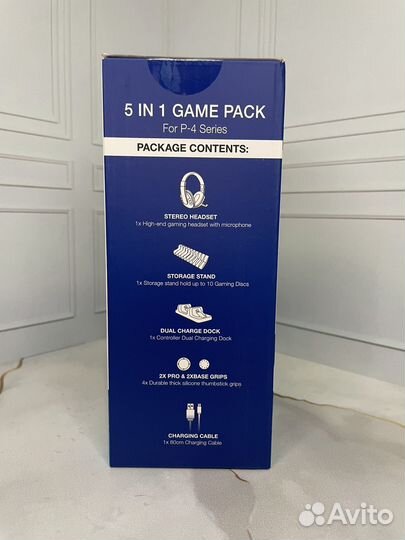 5 IN 1 GAME PACK
For P-4 Series
PACKAGE CONTENTS:
STEREO HEADSET
1x High-end gaming headset with microphone
STORAGE STAND
1x Storage stand hold up to 10 Gaming Discs
DUAL CHARGE DOCK
1x Controller Dual Charging Dock
2X PRO & 2XBASE GRIPS
4x Durable thick silicone thumbstick grips
CHARGING CABLE
1x 80cm Charging Cable
Avito